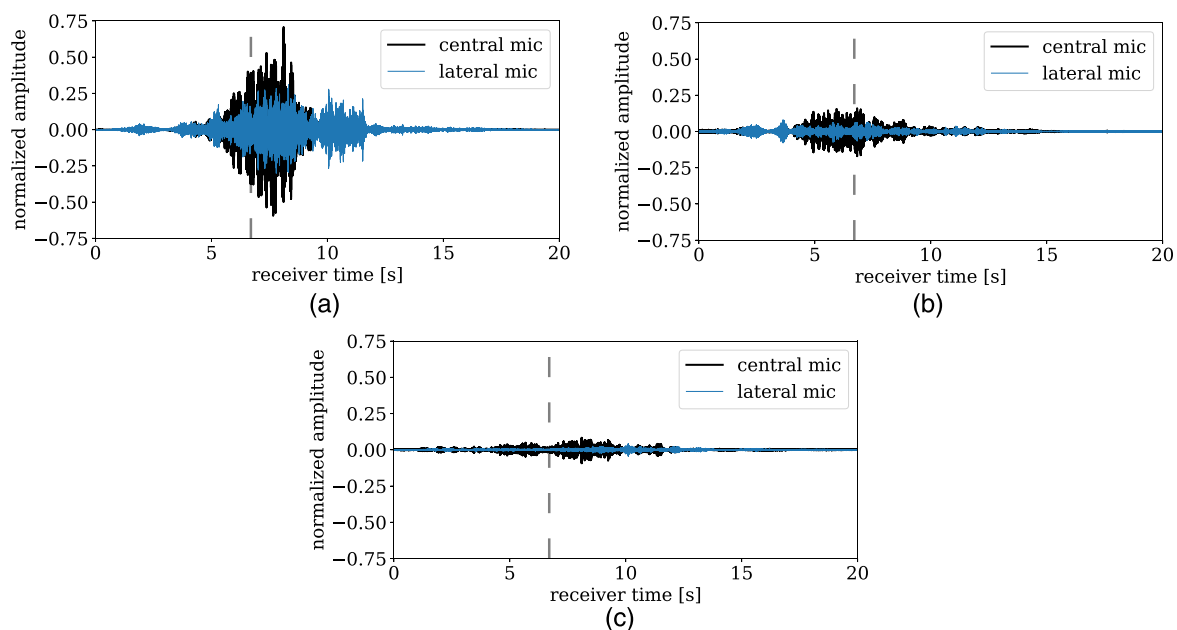 0.75
0.50
0.25
0.00
−0.25
−0.50
−0.75
normalized amplitude
central mic
lateral mic
0 5 10 15 20
receiver time [s]
(a)
0.75
0.50
0.25
0.00
−0.25
−0.50
−0.75
normalized amplitude
central mic
lateral mic
0 5 10 15 20
receiver time [s]
(b)
0.75
0.50
0.25
0.00
−0.25
−0.50
−0.75
normalized amplitude
central mic
lateral mic
0 5 10 15 20
receiver time [s]
(c)